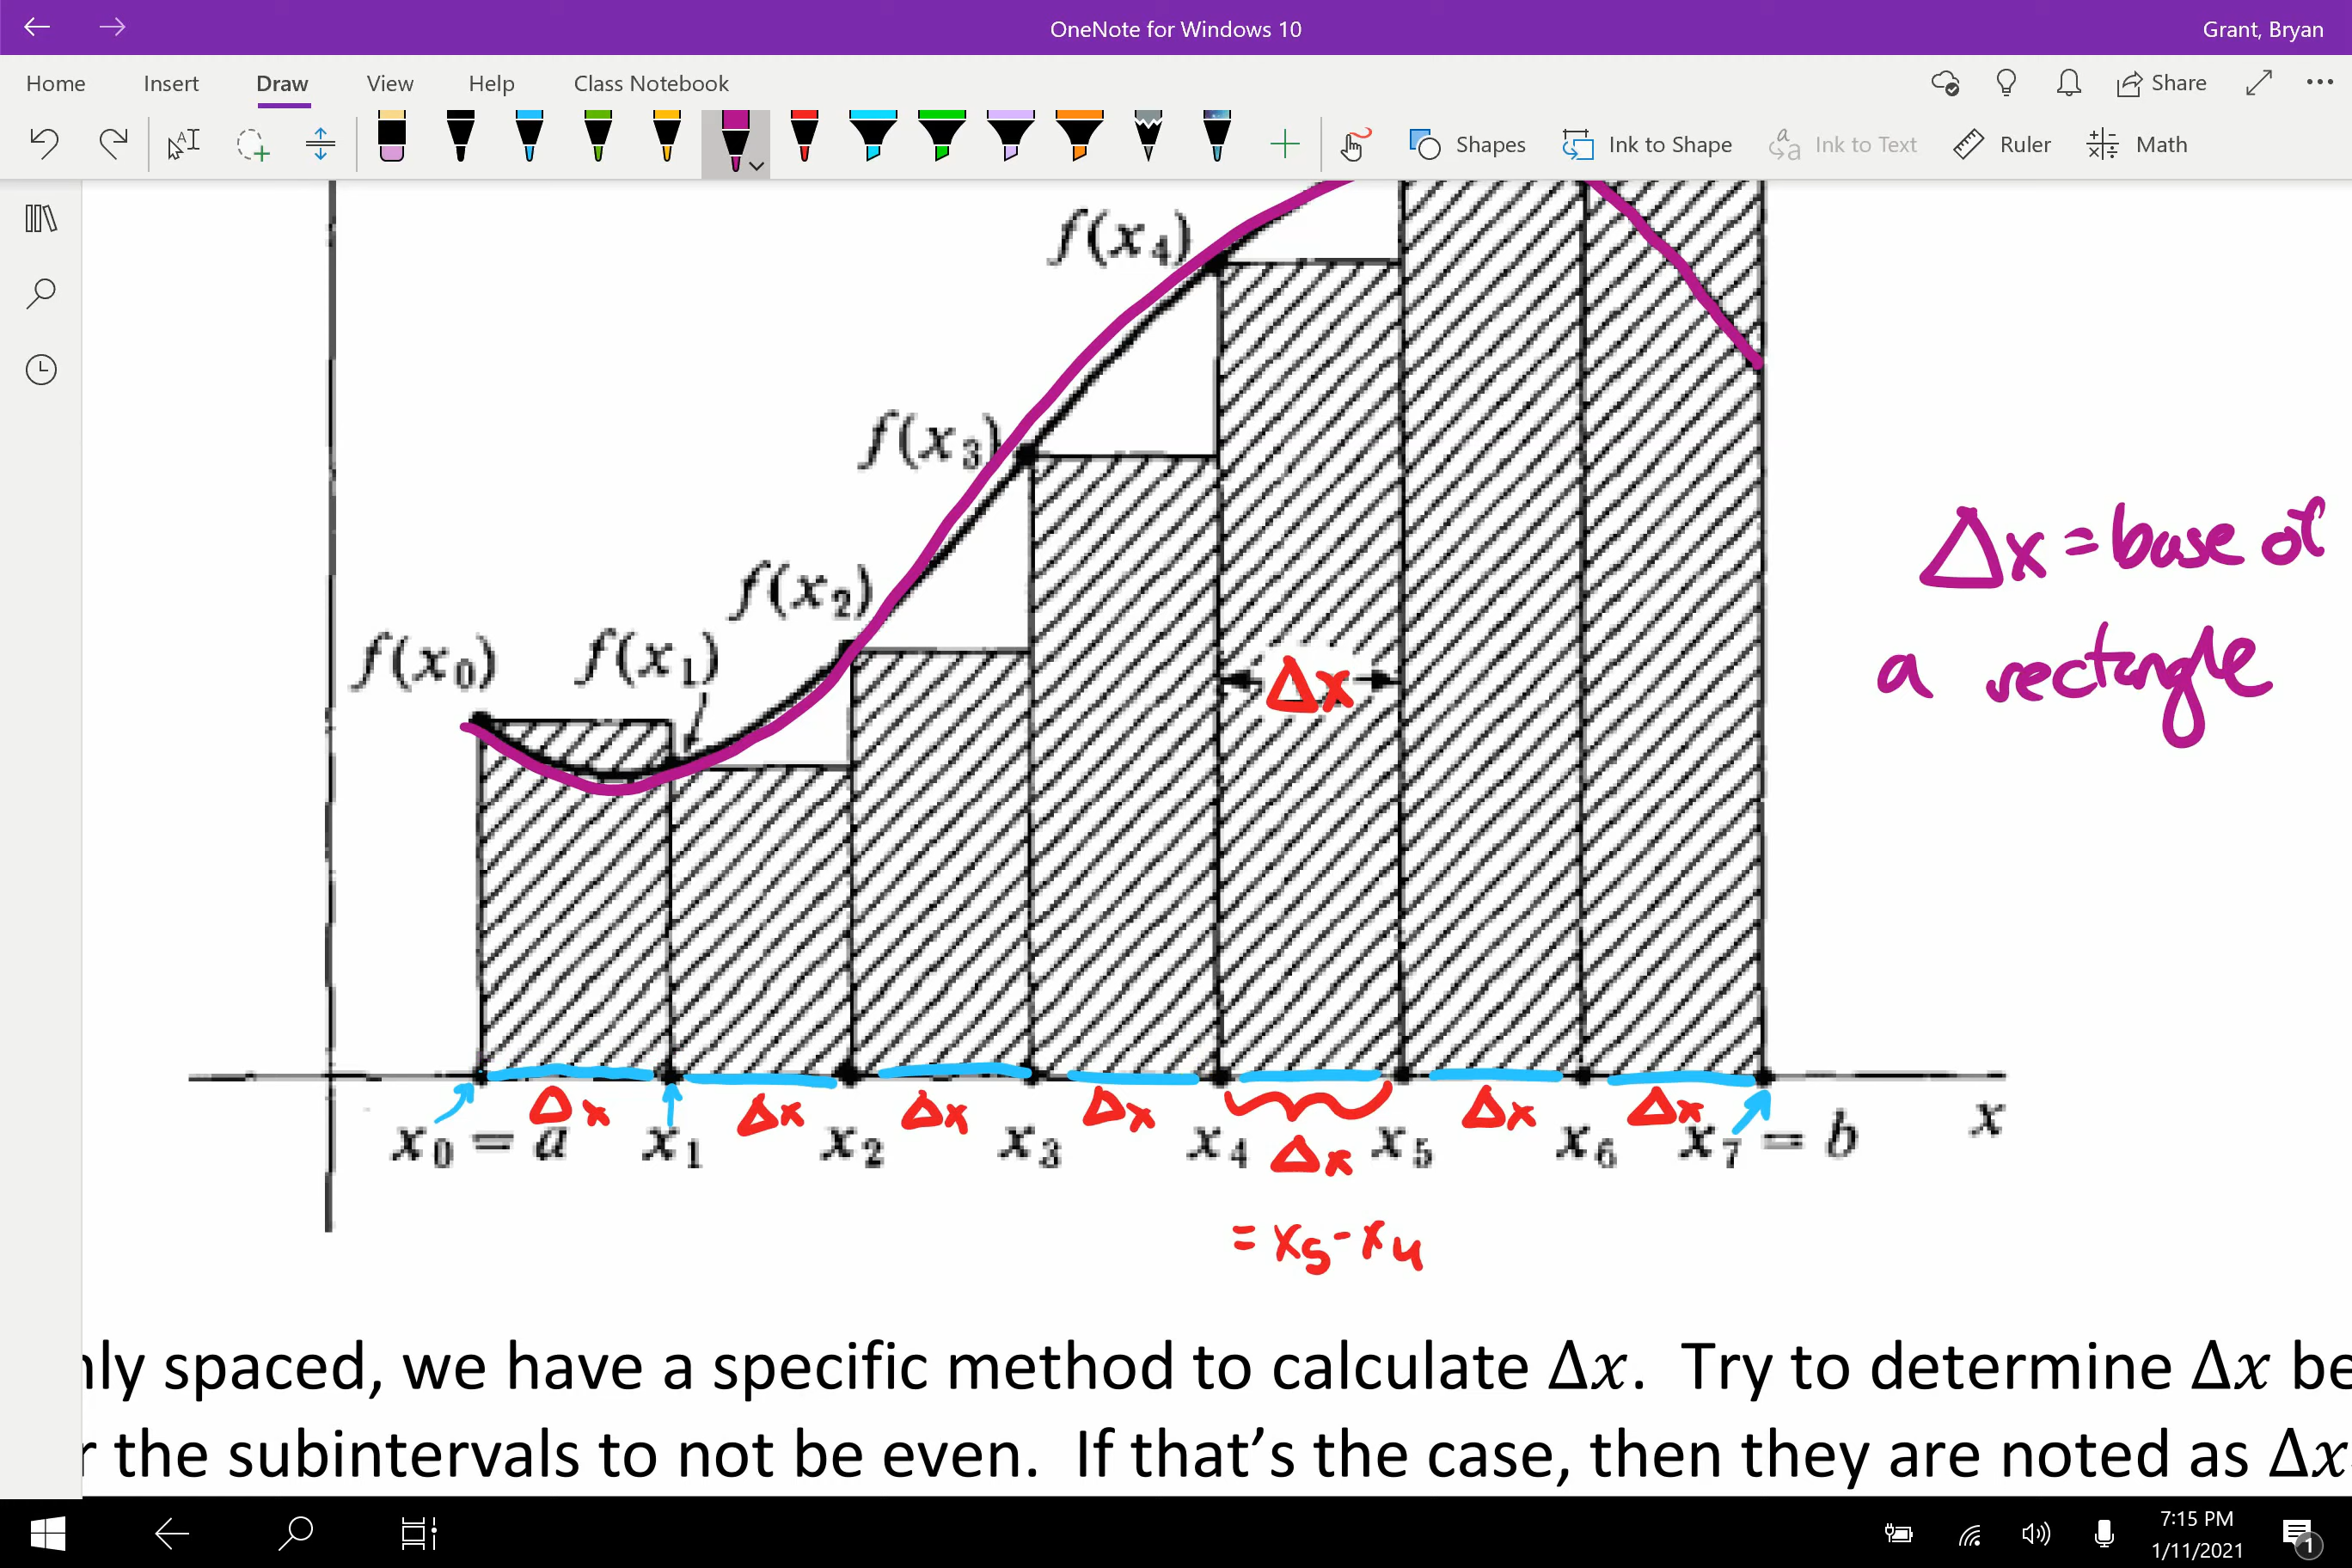 OneNote for Windows 10
Grant, Bryan
Home Insert Draw View Help Class Notebook
Share
Shapes Ink to Shape Ink to Text Ruler Math
f(x₄)
f(x₃)
Δx = base of
a rectangle
f(x₂)
f(x₀) f(x₁)
Δx
Δx Δx Δx Δx Δx Δx
x₀ = a x₁ x₂ x₃ x₄ x₅ x₆ x₇ = b x
Δx
= x₅ - x₄
nly spaced, we have a specific method to calculate Δx. Try to determine Δx be
r the subintervals to not be even. If that’s the case, then they are noted as Δx
7:15 PM
1/11/2021
1